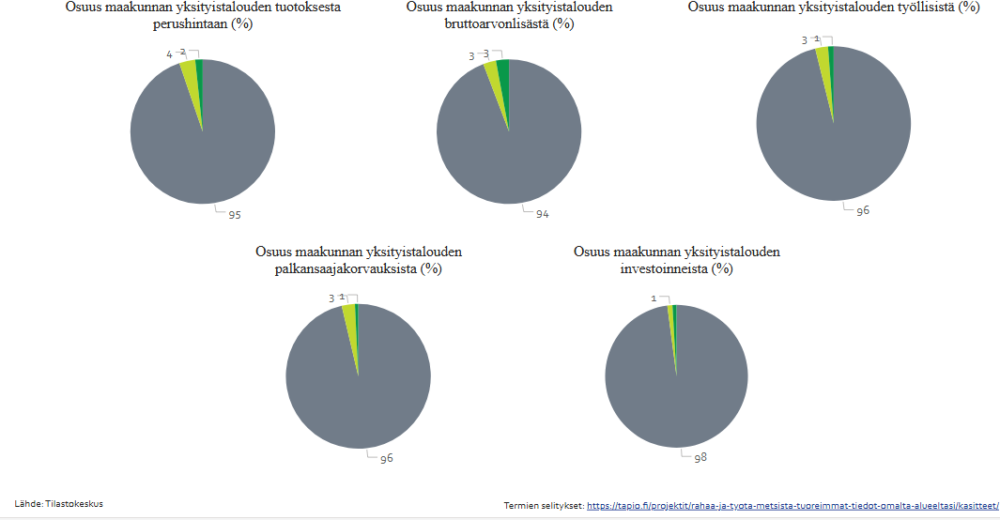 Osuus maakunnan yksityistalouden tuotoksesta
perushintaan (%)
Osuus maakunnan yksityistalouden
bruttoarvonlisästä (%)
Osuus maakunnan yksityistalouden työllisistä (%)
4 2
95
3 3
94
3 1
96
Osuus maakunnan yksityistalouden
palkansaajakorvauksista (%)
Osuus maakunnan yksityistalouden
investoinneista (%)
3 1
96
1
98
Lähde: Tilastokeskus
Termien selitykset: https://tapio.fi/projektit/rahaa-ja-tyota-metsista-tuoreimmat-tiedot-omalta-alueeltasi/kasitteet/